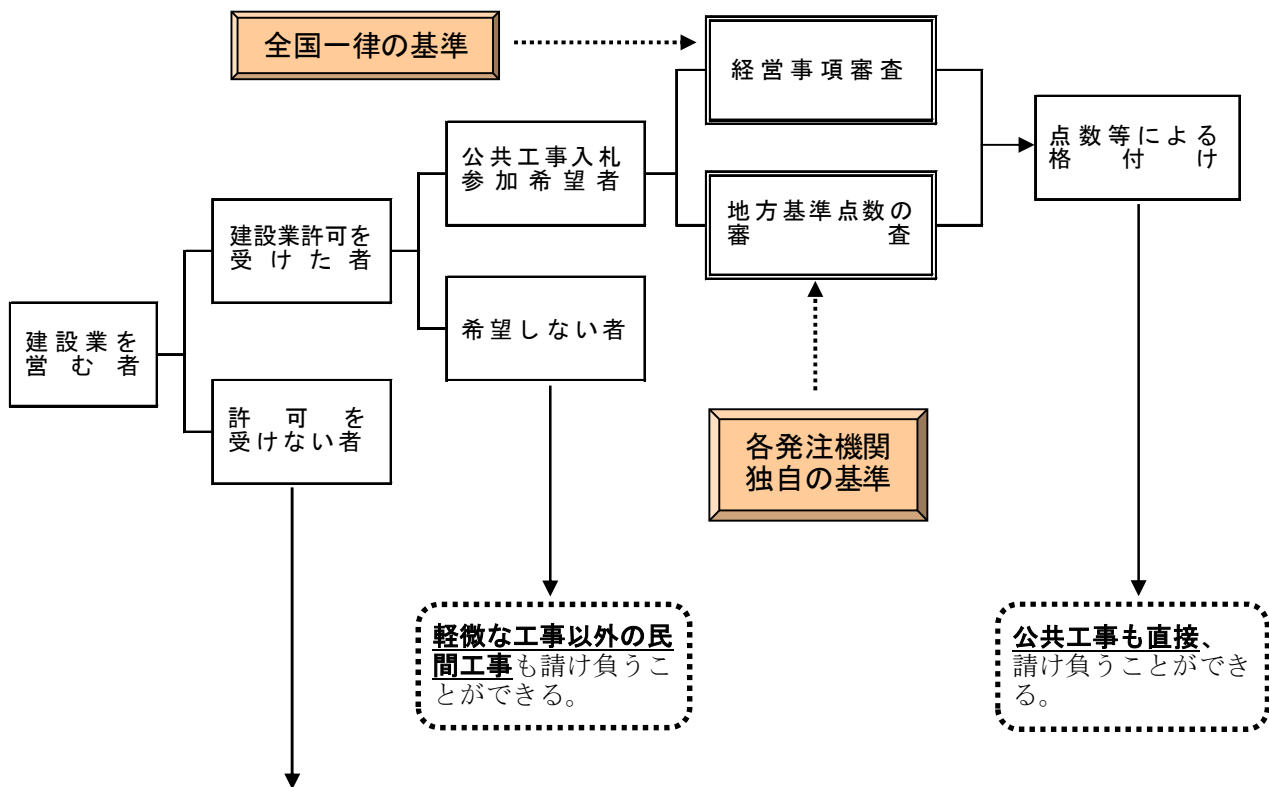 全国一律の基準
経営事項審査
公共工事入札
参加希望者
点数等による
格付け
建設業許可を
受けた者
地方基準点数の
審査
希望しない者
建設業を
営む者
許可を
受けない者
各発注機関
独自の基準
軽微な工事以外の民
間工事も請け負うこ
とができる。
公共工事も直接、
請け負うことができ
る。